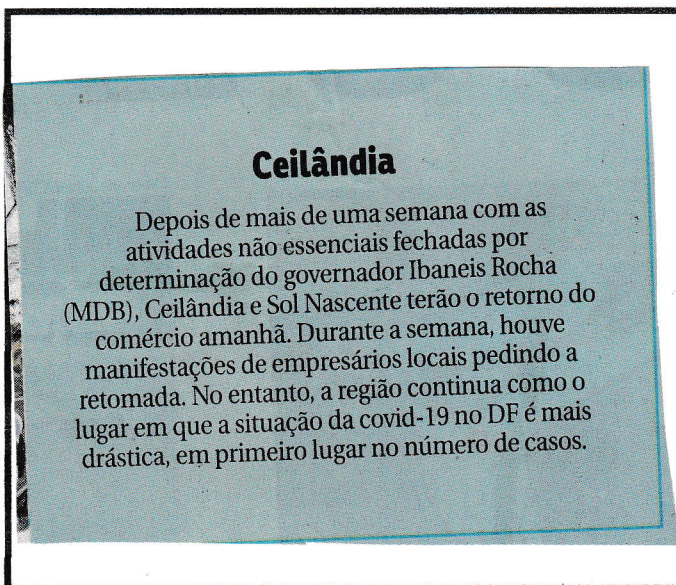 Ceilândia
Depois de mais de uma semana com as
atividades não essenciais fechadas por
determinação do governador Ibaneis Rocha
(MDB), Ceilândia e Sol Nascente terão o retorno do
comércio amanhã. Durante a semana, houve
manifestações de empresários locais pedindo a
retomada. No entanto, a região continua como o
lugar em que a situação da covid-19 no DF é mais
drástica, em primeiro lugar no número de casos.